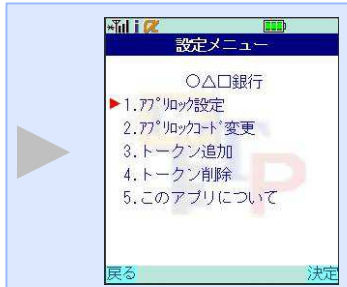 設定メニュー
○△□銀行
1.ｱﾌﾟﾘﾛｯｸ設定
2.ｱﾌﾟﾘﾛｯｸｺｰﾄﾞ変更
3.トークン追加
4.トークン削除
5.このアプリについて
戻る 決定